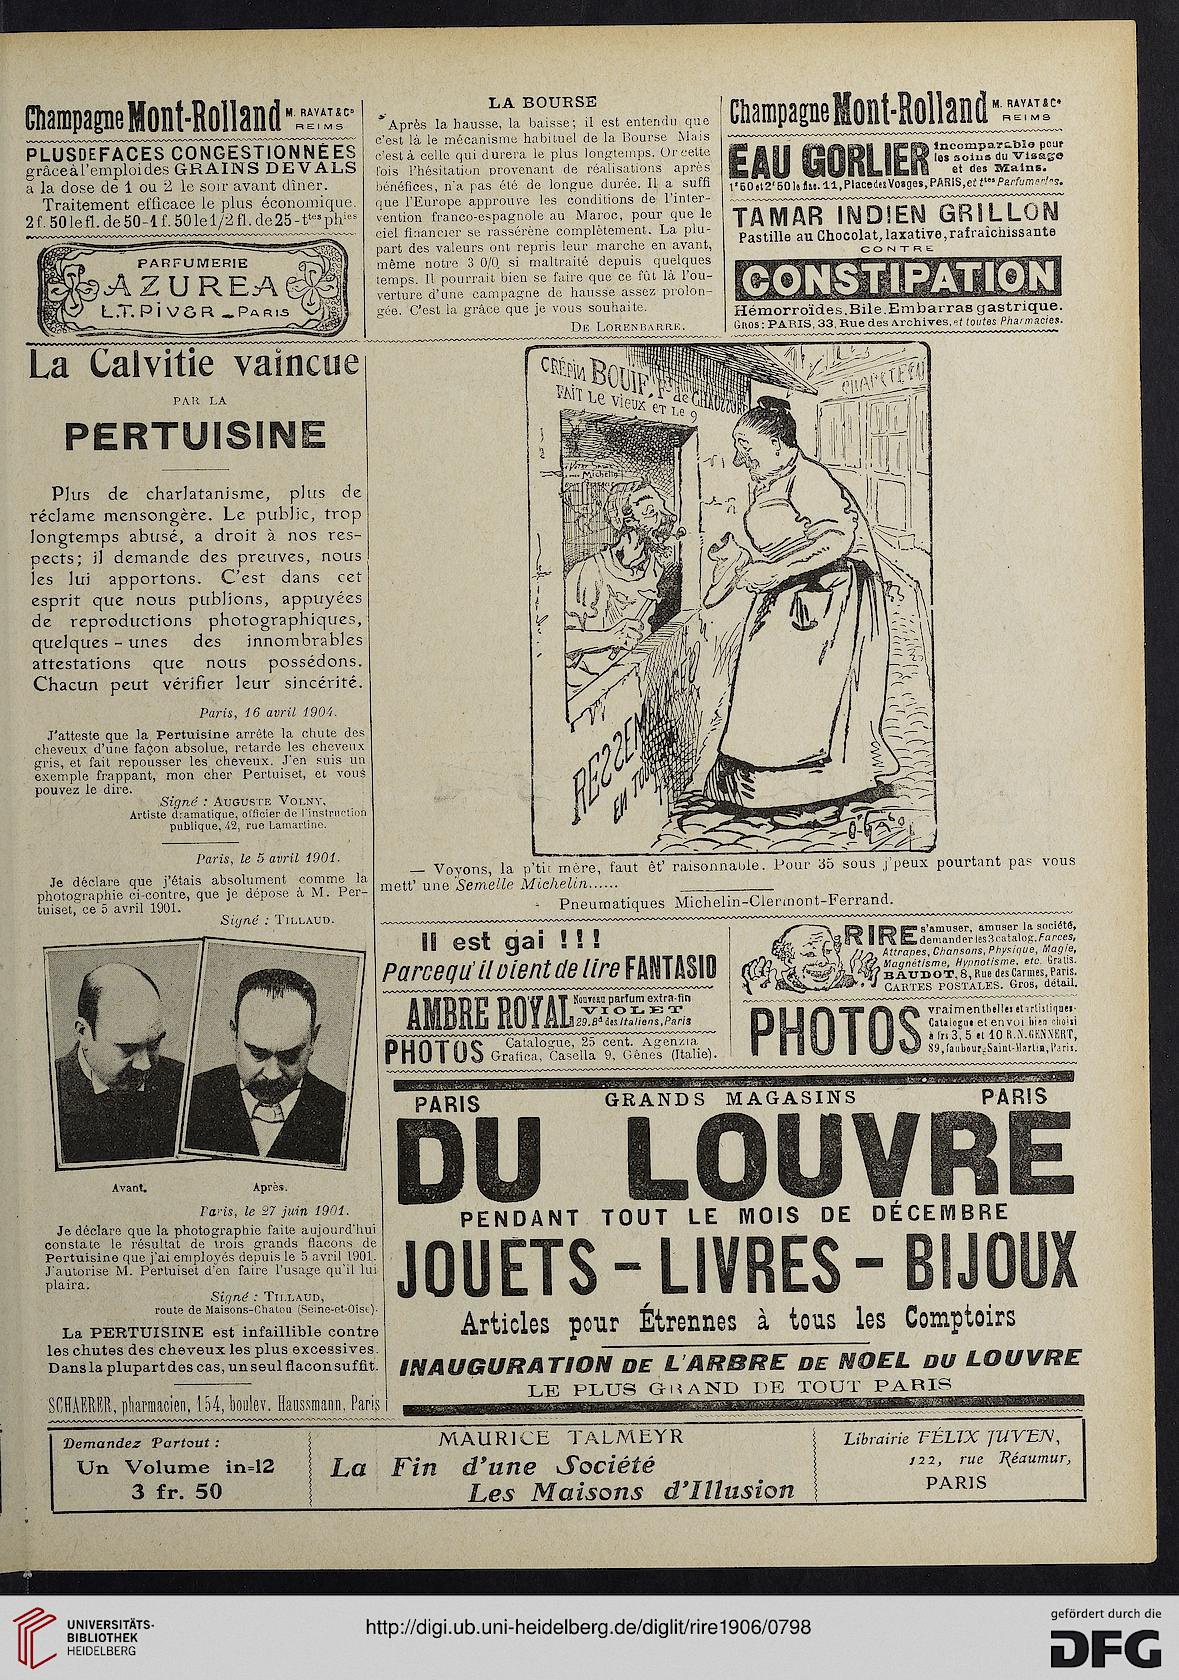 Champagne Mont-Rolland M. RAVAT & Cº REIMS
PLUS DE FACES CONGESTIONNÉES
grâce à l'emploi des GRAINS DE VALS
à la dose de 1 ou 2 le soir avant dîner.
Traitement efficace le plus économique.
2 f. 50 le fl. de 50 - 1 f. 50 le 1/2 fl. de 25 - ttes phies
PARFUMERIE
AZUREA
L.T. PIVER _ PARIS
LA BOURSE
Après la hausse, la baisse; il est entendu que
c'est là le mécanisme habituel de la Bourse Mais
c'est à celle qui durera le plus longtemps. Or cette
fois l'hésitation provenant de réalisations après
bénéfices, n'a pas été de longue durée. Il a suffi
que l'Europe approuve les conditions de l'inter-
vention franco-espagnole au Maroc, pour que le
ciel financier se rassérène complètement. La plu-
part des valeurs ont repris leur marche en avant,
même notre 3 0/0 si maltraité depuis quelques
temps. Il pourrait bien se faire que ce fût là l'ou-
verture d'une campagne de hausse assez prolon-
gée. C'est la grâce que je vous souhaite.
DE LORENBARRE.
Champagne Mont-Rolland M. RAVAT & Cº REIMS
EAU GORLIER Incomparable pour
les soins du Visage
et des Mains.
1f50 et 2f50 le flac. 11, Place des Vosges, PARIS, et ttes Parfumeries.
TAMAR INDIEN GRILLON
Pastille au Chocolat, laxative, rafraichissante
CONTRE
CONSTIPATION
Hémorroïdes. Bile. Embarras gastrique.
GROS: PARIS, 33, Rue des Archives, et toutes Pharmacies.
La Calvitie vaincue
PAR LA
PERTUISINE
Plus de charlatanisme, plus de
réclame mensongère. Le public, trop
longtemps abusé, a droit à nos res-
pects; il demande des preuves, nous
les lui apportons. C'est dans cet
esprit que nous publions, appuyées
de reproductions photographiques,
quelques-unes des innombrables
attestations que nous possédons.
Chacun peut vérifier leur sincérité.
Paris, 16 avril 1904.
J'atteste que la Pertuisine arrête la chute des
cheveux d'une façon absolue, retarde les cheveux
gris, et fait repousser les cheveux. J'en suis un
exemple frappant, mon cher Pertuiset, et vous
pouvez le dire.
Signé : AUGUSTE VOLNY,
Artiste dramatique, officier de l'instruction
publique, 42, rue Lamartine.
Paris, le 5 avril 1901.
Je déclare que j'étais absolument comme la
photographie ci-contre, que je dépose à M. Per-
tuiset, ce 5 avril 1901.
Signé : TILLAUD.
Avant. Après.
Paris, le 27 juin 1901.
Je déclare que la photographie faite aujourd'hui
constate le résultat de trois grands flacons de
Pertuisine que j'ai employés depuis le 5 avril 1901.
J'autorise M. Pertuiset d'en faire l'usage qu'il lui
plaira.
Signé : TILLAUD,
route de Maisons-Chatou (Seine-et-Oise).
La PERTUISINE est infaillible contre
les chutes des cheveux les plus excessives.
Dans la plupart des cas, un seul flacon suffit.
SCHAERER, pharmacien, 154, boulev. Haussmann, Paris
CRÉPIN BOUIF, Ft de CHAUSSURE
FAIT Le Vieux ET Le 9
Michelin
RESSEM
EN TOU
— Voyons, la p'tit mère, faut êt' raisonnable. Pour 35 sous j'peux pourtant pas vous
mett' une Semelle Michelin......
Pneumatiques Michelin-Clermont-Ferrand.
Il est gai !!!
Parce qu'il vient de lire FANTASIO
AMBRE ROYAL Nouveau parfum extra-fin
VIOLET
29, Bd des Italiens, Paris
PHOTOS Catalogue, 25 cent. Agenzia
Grafica, Casella 9, Gênes (Italie).
RIRE s'amuser, amuser la société,
demander les 3 catalog. Farces,
Attrapes, Chansons, Physique, Magie,
Magnétisme, Hypnotisme, etc. Gratis.
BAUDOT, 8, Rue des Carmes, Paris.
CARTES POSTALES. Gros, détail.
PHOTOS vraiment belles et artistiques.
Catalogue et envoi bien choisi
à frs 3, 5 et 10 R. N. GENNERT,
89, faubourg Saint-Martin, Paris.
PARIS GRANDS MAGASINS PARIS
DU LOUVRE
PENDANT TOUT LE MOIS DE DÉCEMBRE
JOUETS - LIVRES - BIJOUX
Articles pour Étrennes à tous les Comptoirs
INAUGURATION DE L'ARBRE DE NOEL DU LOUVRE
LE PLUS GRAND DE TOUT PARIS
Demandez Partout :
Un Volume in-12
3 fr. 50
MAURICE TALMEYR
La Fin d'une Société
Les Maisons d'Illusion
Librairie FÉLIX JUVEN,
122, rue Réaumur,
PARIS
UNIVERSITÄTS-
BIBLIOTHEK
HEIDELBERG
http://digi.ub.uni-heidelberg.de/diglit/rire1906/0798
gefördert durch die
DFG